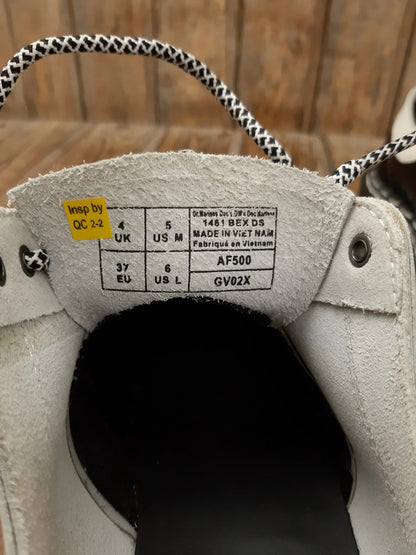 Insp by
QC 2-2
4
UK
5
US M
37
EU
6
US L
Dr.Martens Doc's DM's Doc Martens
1461 BEX DS
MADE IN VIET NAM
Fabriqué en Vietnam
AF500
GV02X